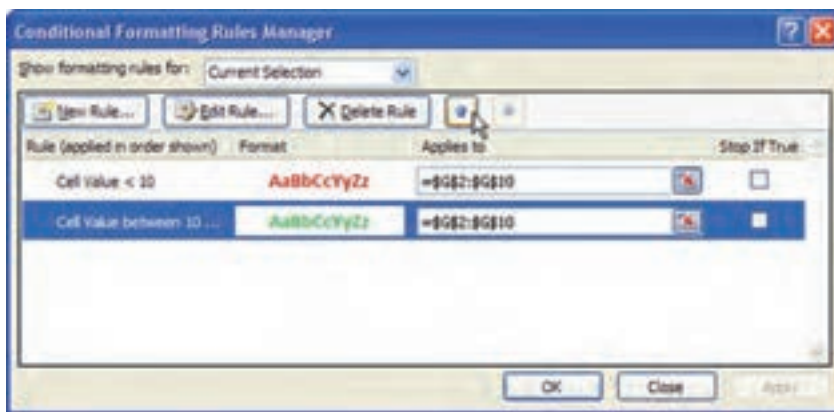 Conditional Formatting Rules Manager
Show formatting rules for: Current Selection
New Rule... Edit Rule... Delete Rule
Rule (applied in order shown) Format Applies to Stop If True
Cell Value < 10 AaBbCcYyZz =$G$2:$G$10
Cell Value between 10 ... AaBbCcYyZz =$G$2:$G$10
OK Close Apply